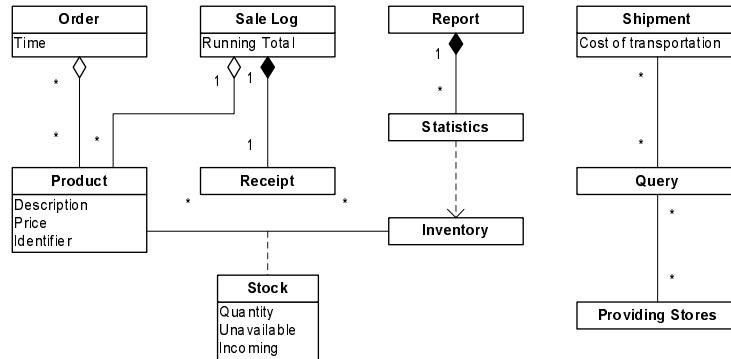 Order
Time
Sale Log
Running Total
Report
Shipment
Cost of transportation
*
1
1
1
*
*
*
*
*
1
*
Statistics
Product
Description
Price
Identifier
Receipt
Query
*
*
*
Inventory
*
Stock
Quantity
Unavailable
Incoming
Providing Stores